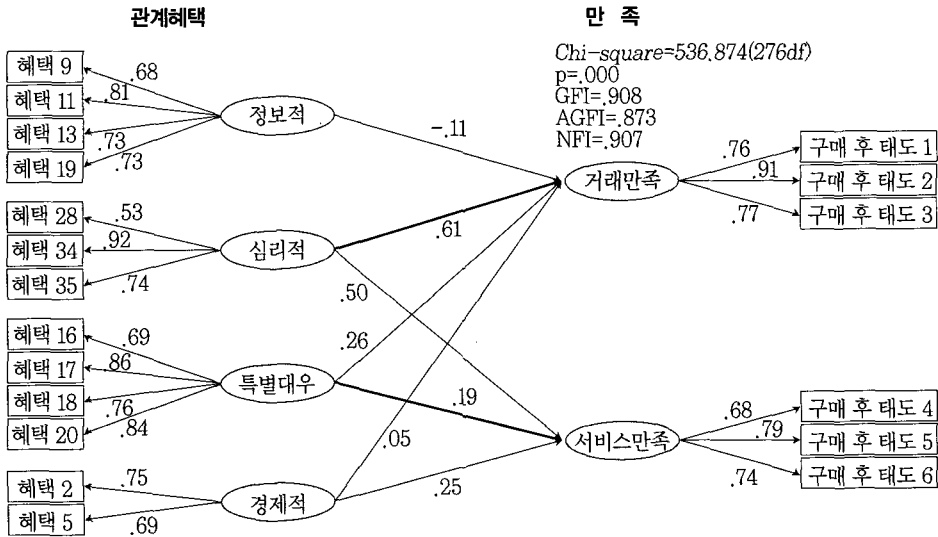 관계혜택
만 족
Chi-square=536.874(276df)
p=.000
GFI=.908
AGFI=.873
NFI=.907
혜택 9
혜택 11
혜택 13
혜택 19
.68
.81
.73
.73
정보적
-.11
혜택 28
혜택 34
혜택 35
.53
.92
.74
심리적
.61
.50
혜택 16
혜택 17
혜택 18
혜택 20
.69
.86
.76
.84
특별대우
.26
.19
혜택 2
혜택 5
.75
.69
경제적
.05
.25
거래만족
.76
.91
.77
구매 후 태도 1
구매 후 태도 2
구매 후 태도 3
서비스만족
.68
.79
.74
구매 후 태도 4
구매 후 태도 5
구매 후 태도 6